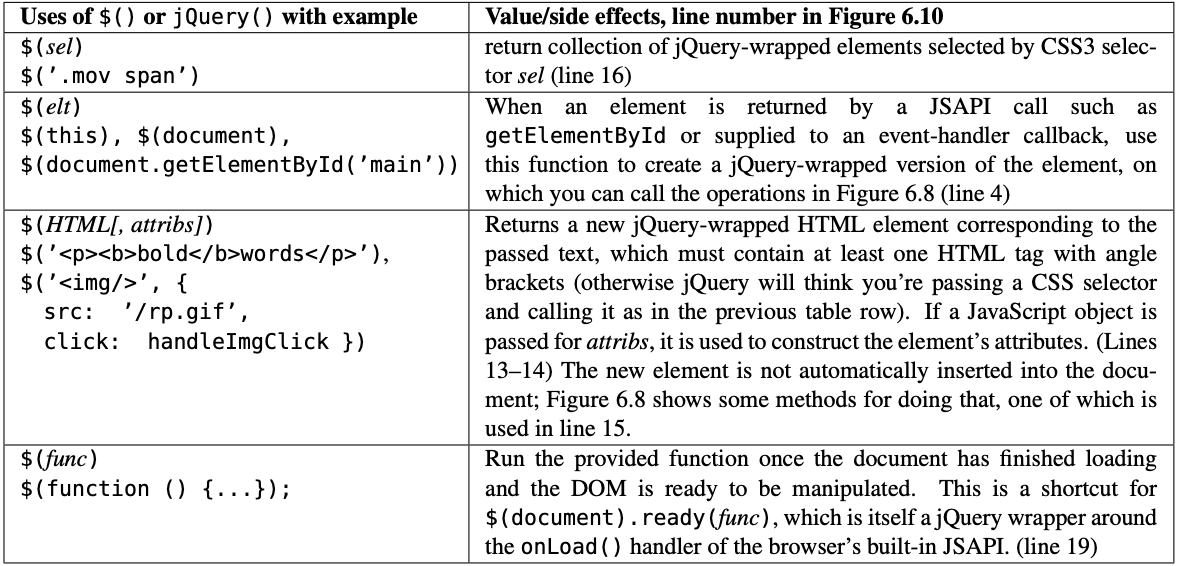 Uses of $() or jQuery() with example
Value/side effects, line number in Figure 6.10
$(sel)
$(’.mov span’)
return collection of jQuery-wrapped elements selected by CSS3 selec-
tor sel (line 16)
$(elt)
$(this), $(document),
$(document.getElementById(’main’))
When an element is returned by a JSAPI call such as
getElementById or supplied to an event-handler callback, use
this function to create a jQuery-wrapped version of the element, on
which you can call the operations in Figure 6.8 (line 4)
$(HTML[, attribs])
$(’<p><b>bold</b>words</p>’),
$(’<img/>’, {
src: ’/rp.gif’,
click: handleImgClick })
Returns a new jQuery-wrapped HTML element corresponding to the
passed text, which must contain at least one HTML tag with angle
brackets (otherwise jQuery will think you’re passing a CSS selector
and calling it as in the previous table row). If a JavaScript object is
passed for attribs, it is used to construct the element’s attributes. (Lines
13–14) The new element is not automatically inserted into the docu-
ment; Figure 6.8 shows some methods for doing that, one of which is
used in line 15.
$(func)
$(function () {...});
Run the provided function once the document has finished loading
and the DOM is ready to be manipulated. This is a shortcut for
$(document).ready(func), which is itself a jQuery wrapper around
the onLoad() handler of the browser’s built-in JSAPI. (line 19)